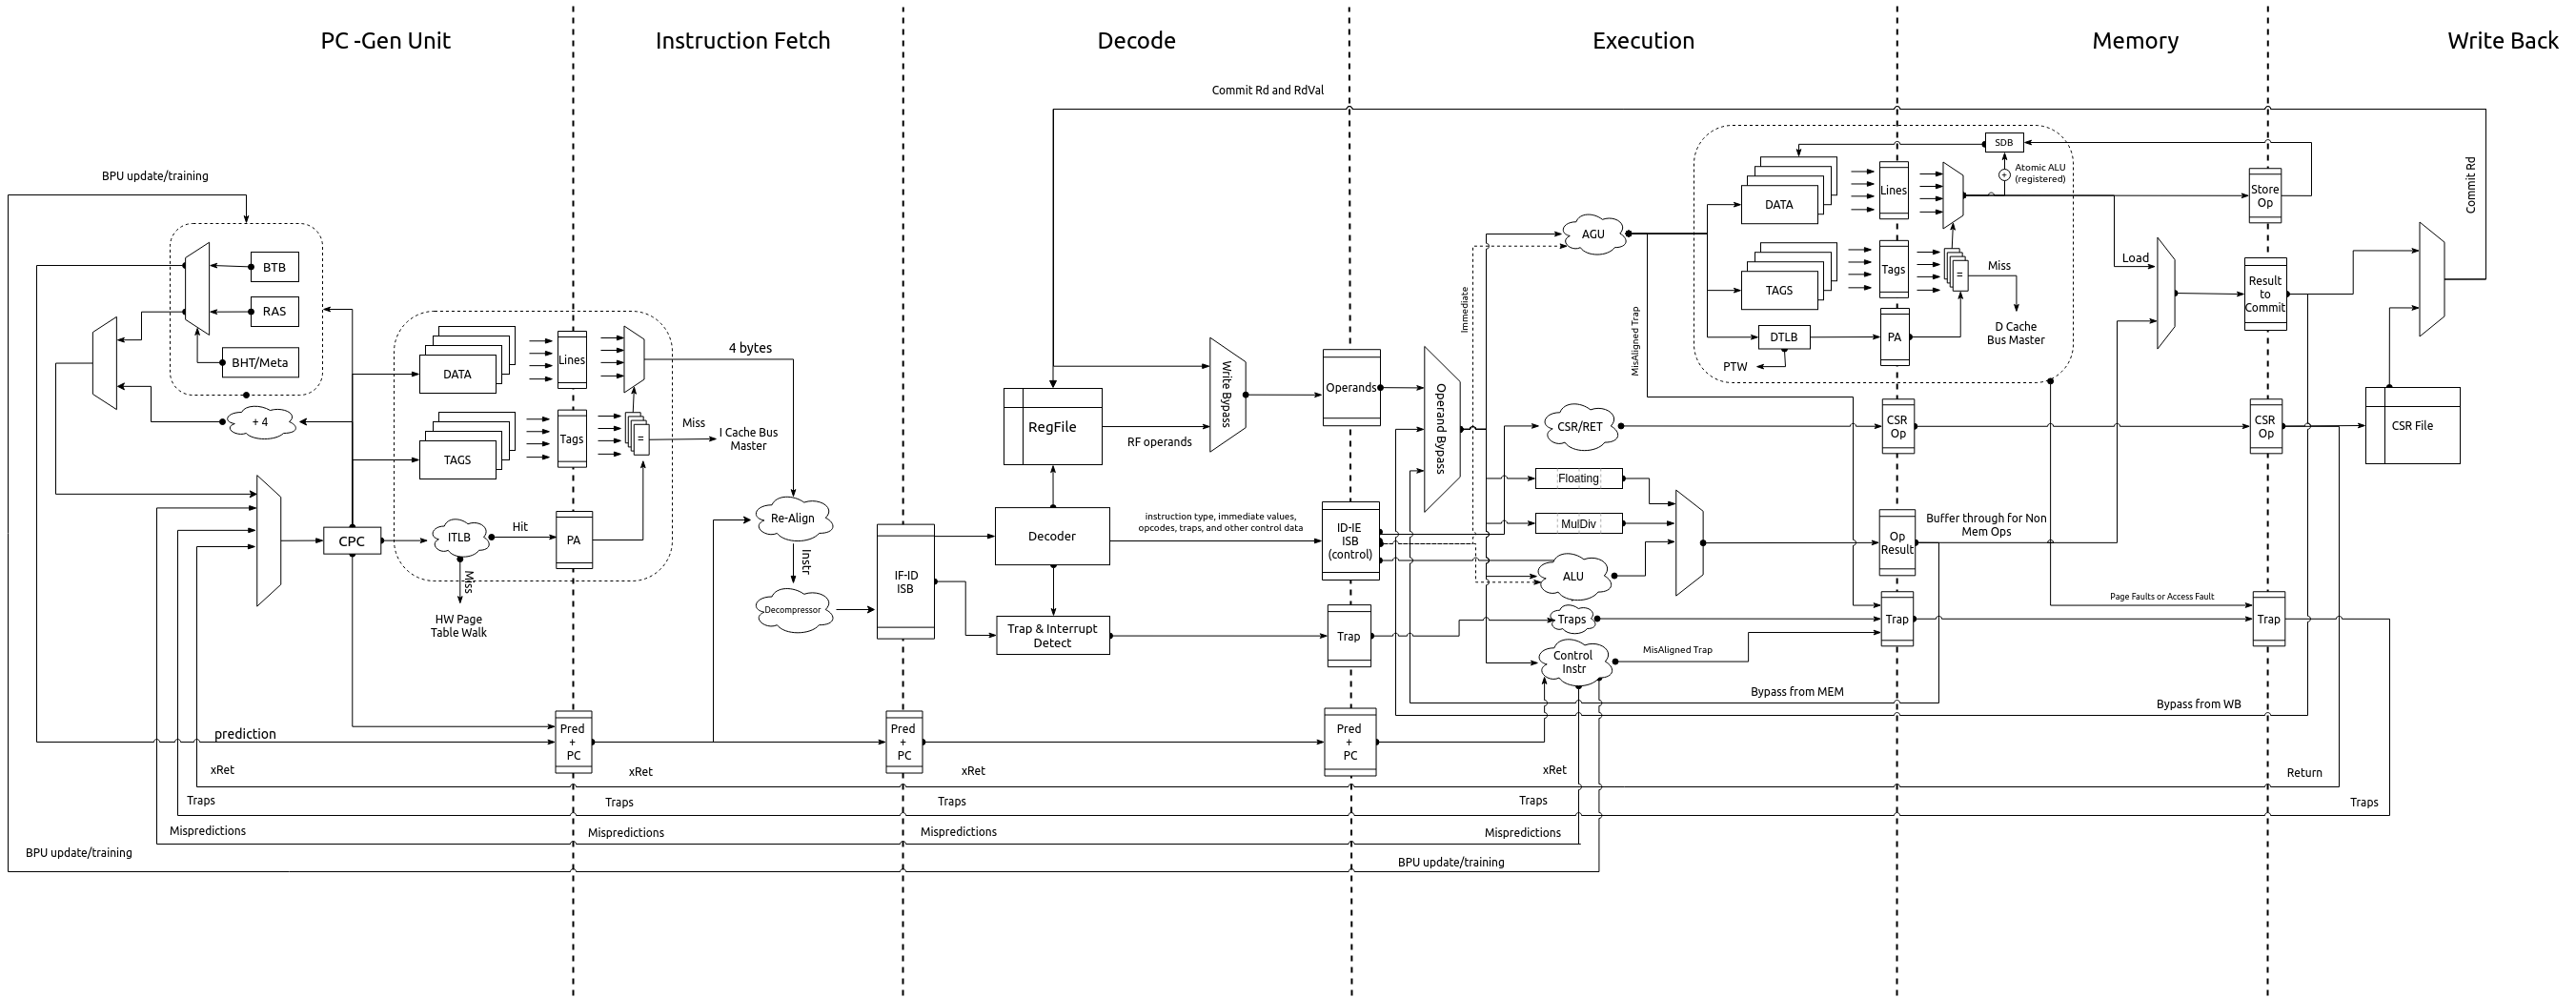 PC -Gen Unit
Instruction Fetch
Decode
Execution
Memory
Write Back
Commit Rd and RdVal
BPU update/training
BTB
RAS
BHT/Meta
+ 4
CPC
DATA
TAGS
ITLB
Hit
Miss
HW Page
Table Walk
Lines
Tags
PA
=
4 bytes
Miss
I Cache Bus
Master
Re-Align
Instr
Decompressor
IF-ID
ISB
RegFile
RF operands
Write Bypass
Decoder
instruction type, immediate values,
opcodes, traps, and other control data
Trap & Interrupt
Detect
Operands
ID-IE
ISB
(control)
Trap
Operand Bypass
Immediate
AGU
CSR/RET
Floating
MulDiv
ALU
Traps
Control
Instr
MisAligned Trap
MisAligned Trap
DATA
TAGS
DTLB
PTW
Lines
Tags
PA
=
SDB
+
Atomic ALU
(registered)
Miss
D Cache
Bus Master
Load
CSR
Op
Op
Result
Trap
Buffer through for Non
Mem Ops
Page Faults or Access Fault
Store
Op
Result
to
Commit
CSR
Op
Trap
CSR File
Commit Rd
Bypass from MEM
Bypass from WB
prediction
Pred
+
PC
Pred
+
PC
Pred
+
PC
xRet
xRet
xRet
xRet
Return
Traps
Traps
Traps
Traps
Traps
Mispredictions
Mispredictions
Mispredictions
Mispredictions
BPU update/training
BPU update/training